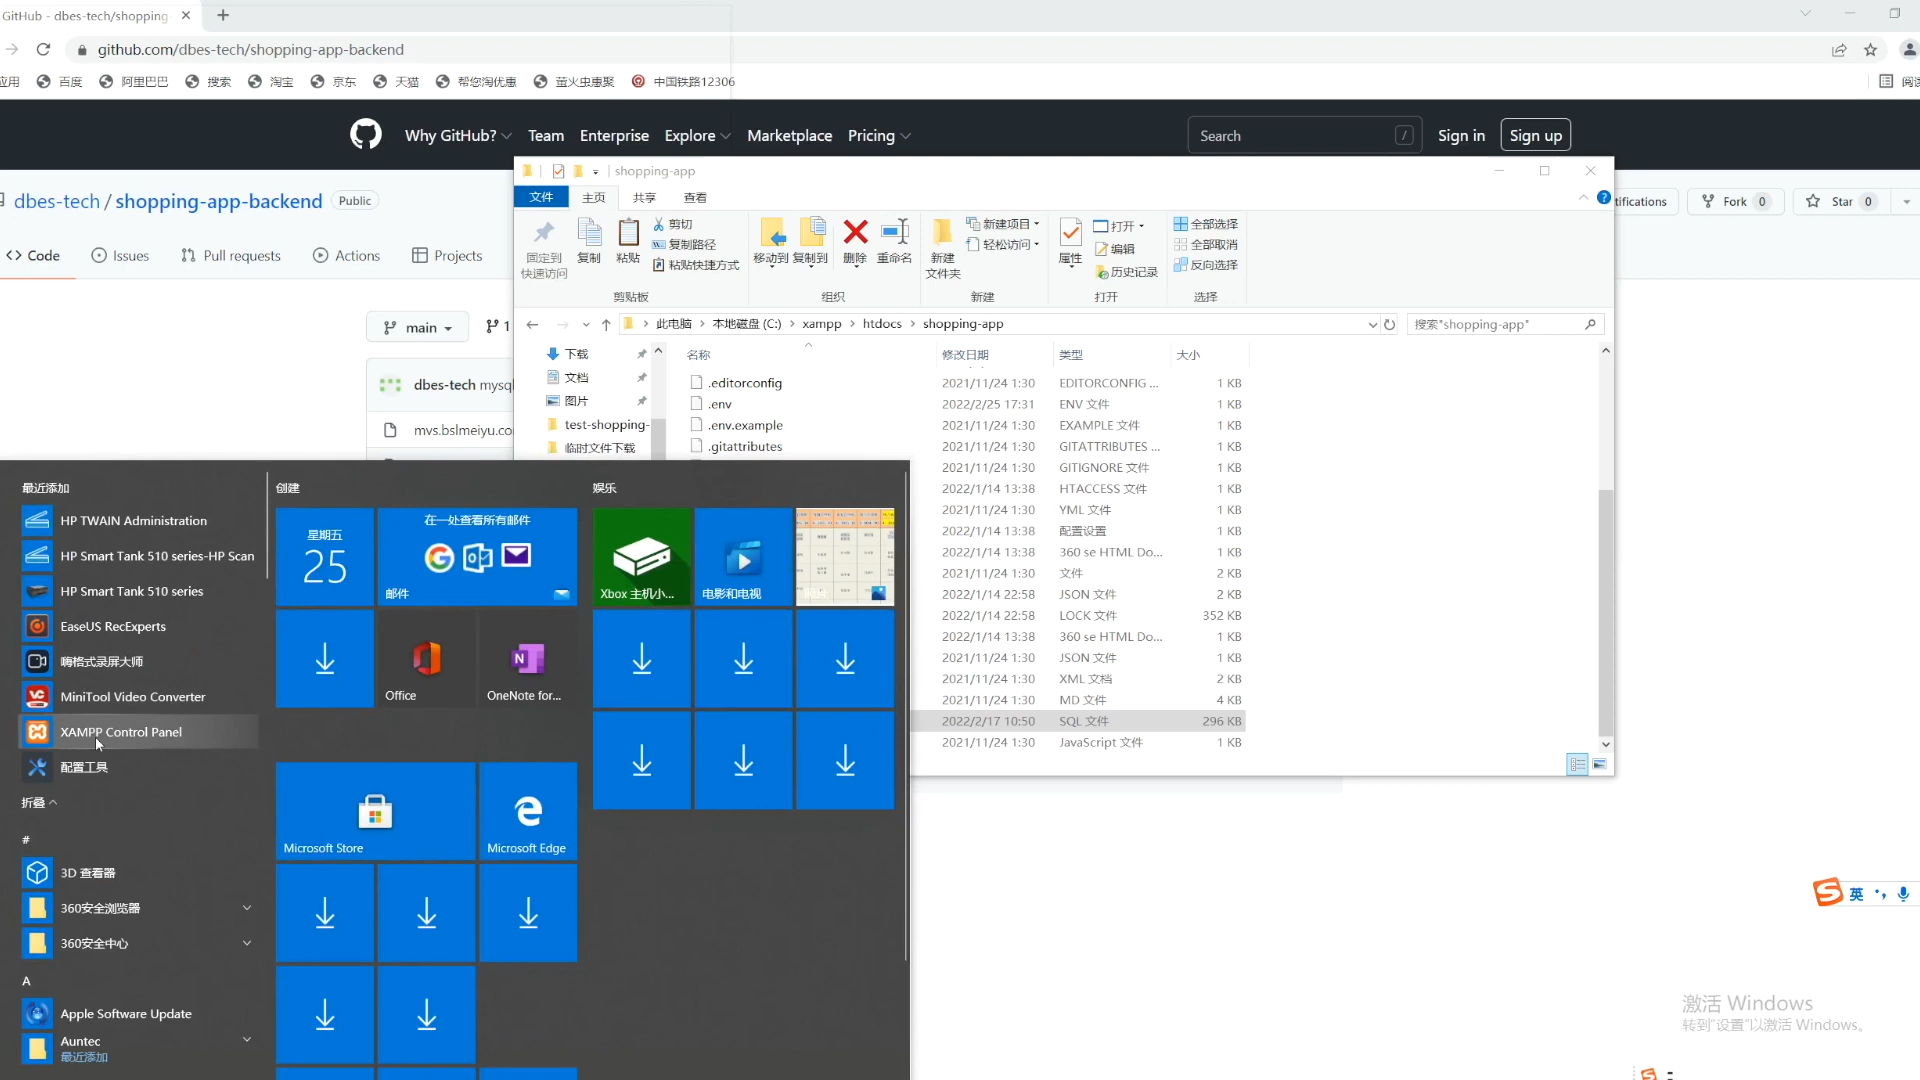 GitHub - dbes-tech/shopping
github.com/dbes-tech/shopping-app-backend
应用 百度 阿里巴巴 搜索 淘宝 京东 天猫 帮您淘优惠 萤火虫惠聚 中国铁路12306
Why GitHub? Team Enterprise Explore Marketplace Pricing
Search /
Sign in
Sign up
dbes-tech / shopping-app-backend Public
tifications
Fork 0
Star 0
Code Issues Pull requests Actions Projects
main
1
dbes-tech
mvs.bslmeiyu.co
shopping-app
文件 主页 共享 查看
固定到
快速访问
复制
粘贴
剪切
复制路径
粘贴快捷方式
剪贴板
移动到 复制到 删除 重命名
组织
新建
文件夹
新建项目
轻松访问
新建
属性
打开
编辑
历史记录
打开
全部选择
全部取消
反向选择
选择
此电脑 > 本地磁盘 (C:) > xampp > htdocs > shopping-app
搜索"shopping-app"
下载
文档
图片
test-shopping-
临时文件下载
名称 修改日期 类型 大小
.editorconfig 2021/11/24 1:30 EDITORCONFIG ... 1 KB
.env 2022/2/25 17:31 ENV 文件 1 KB
.env.example 2021/11/24 1:30 EXAMPLE 文件 1 KB
.gitattributes 2021/11/24 1:30 GITATTRIBUTES ... 1 KB
2021/11/24 1:30 GITIGNORE 文件 1 KB
2022/1/14 13:38 HTACCESS 文件 1 KB
2021/11/24 1:30 YML 文件 1 KB
2022/1/14 13:38 配置设置 1 KB
2022/1/14 13:38 360 se HTML Do... 1 KB
2021/11/24 1:30 文件 2 KB
2022/1/14 22:58 JSON 文件 2 KB
2022/1/14 22:58 LOCK 文件 352 KB
2022/1/14 13:38 360 se HTML Do... 1 KB
2021/11/24 1:30 JSON 文件 1 KB
2021/11/24 1:30 XML 文档 2 KB
2021/11/24 1:30 MD 文件 4 KB
2022/2/17 10:50 SQL 文件 296 KB
2021/11/24 1:30 JavaScript 文件 1 KB
最近添加
HP TWAIN Administration
HP Smart Tank 510 series-HP Scan
HP Smart Tank 510 series
EaseUS RecExperts
嗨格式录屏大师
MiniTool Video Converter
XAMPP Control Panel
配置工具
折叠
#
3D 查看器
360安全浏览器
360安全中心
A
Apple Software Update
Auntec
最近添加
创建
星期五
25
在一处查看所有邮件
邮件
Office
OneNote for...
Microsoft Store
Microsoft Edge
娱乐
Xbox 主机小...
电影和电视
英
激活 Windows
转到"设置"以激活 Windows。